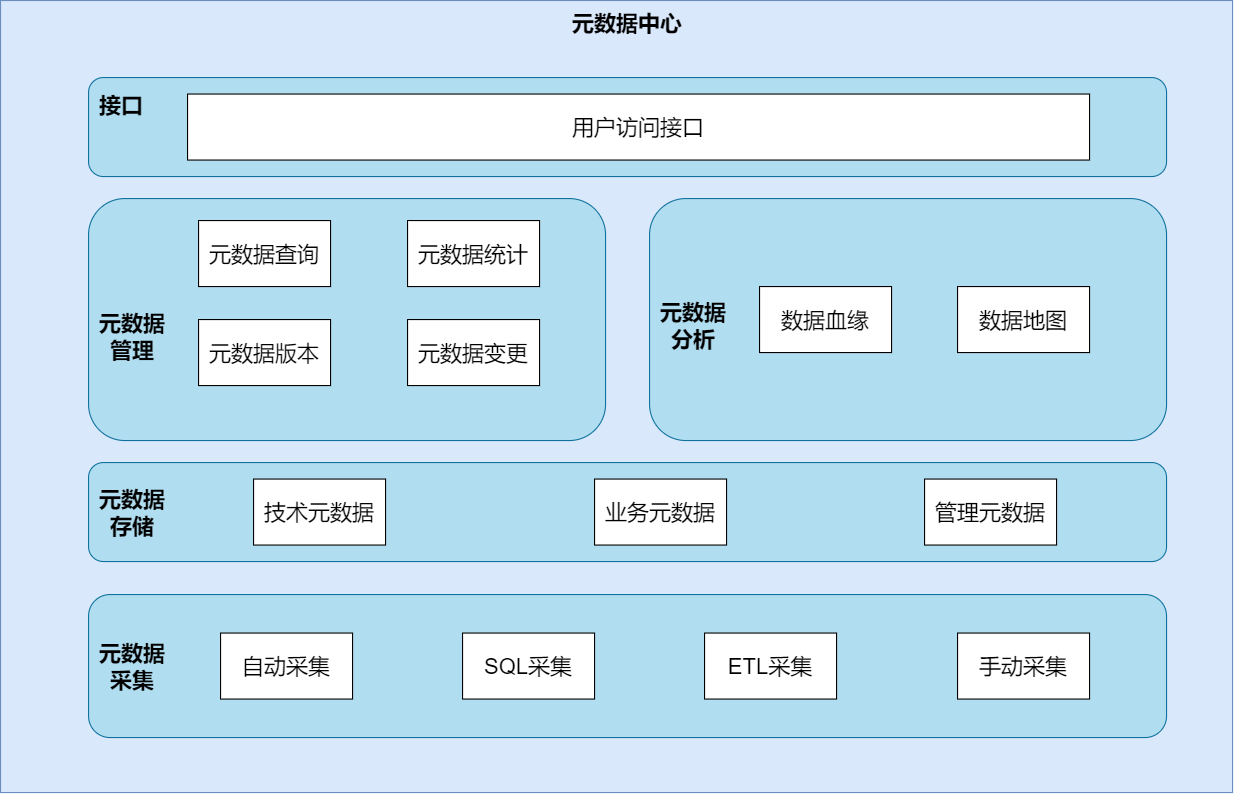 元数据中心
接口
用户访问接口
元数据
管理
元数据查询
元数据统计
元数据版本
元数据变更
元数据
分析
数据血缘
数据地图
元数据
存储
技术元数据
业务元数据
管理元数据
元数据
采集
自动采集
SQL采集
ETL采集
手动采集